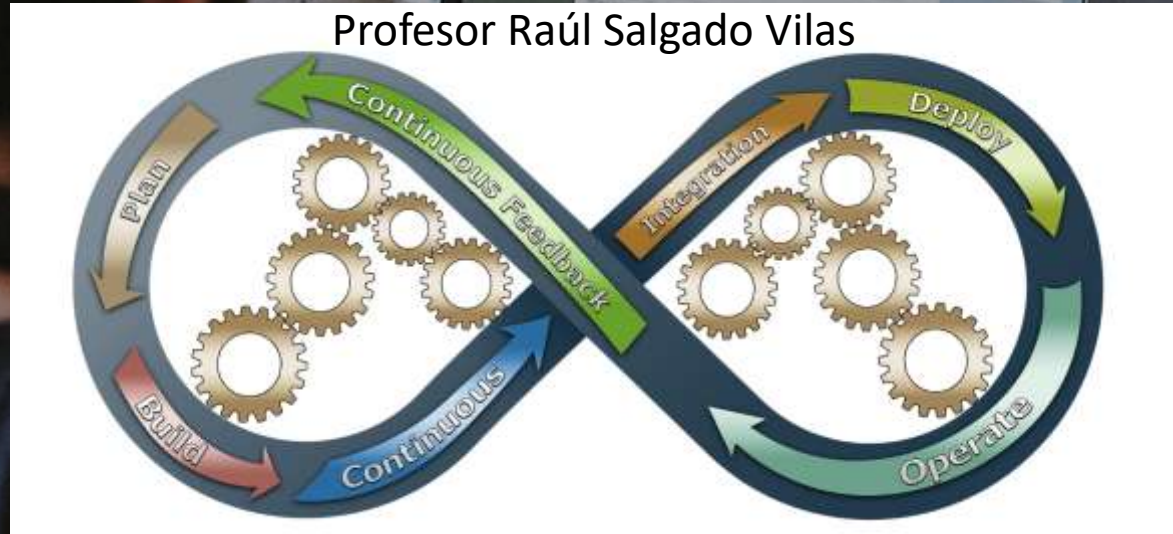 Profesor Raúl Salgado Vilas
Continuous Feedback
Plan
Build
Continuous
Integration
Deploy
Operate